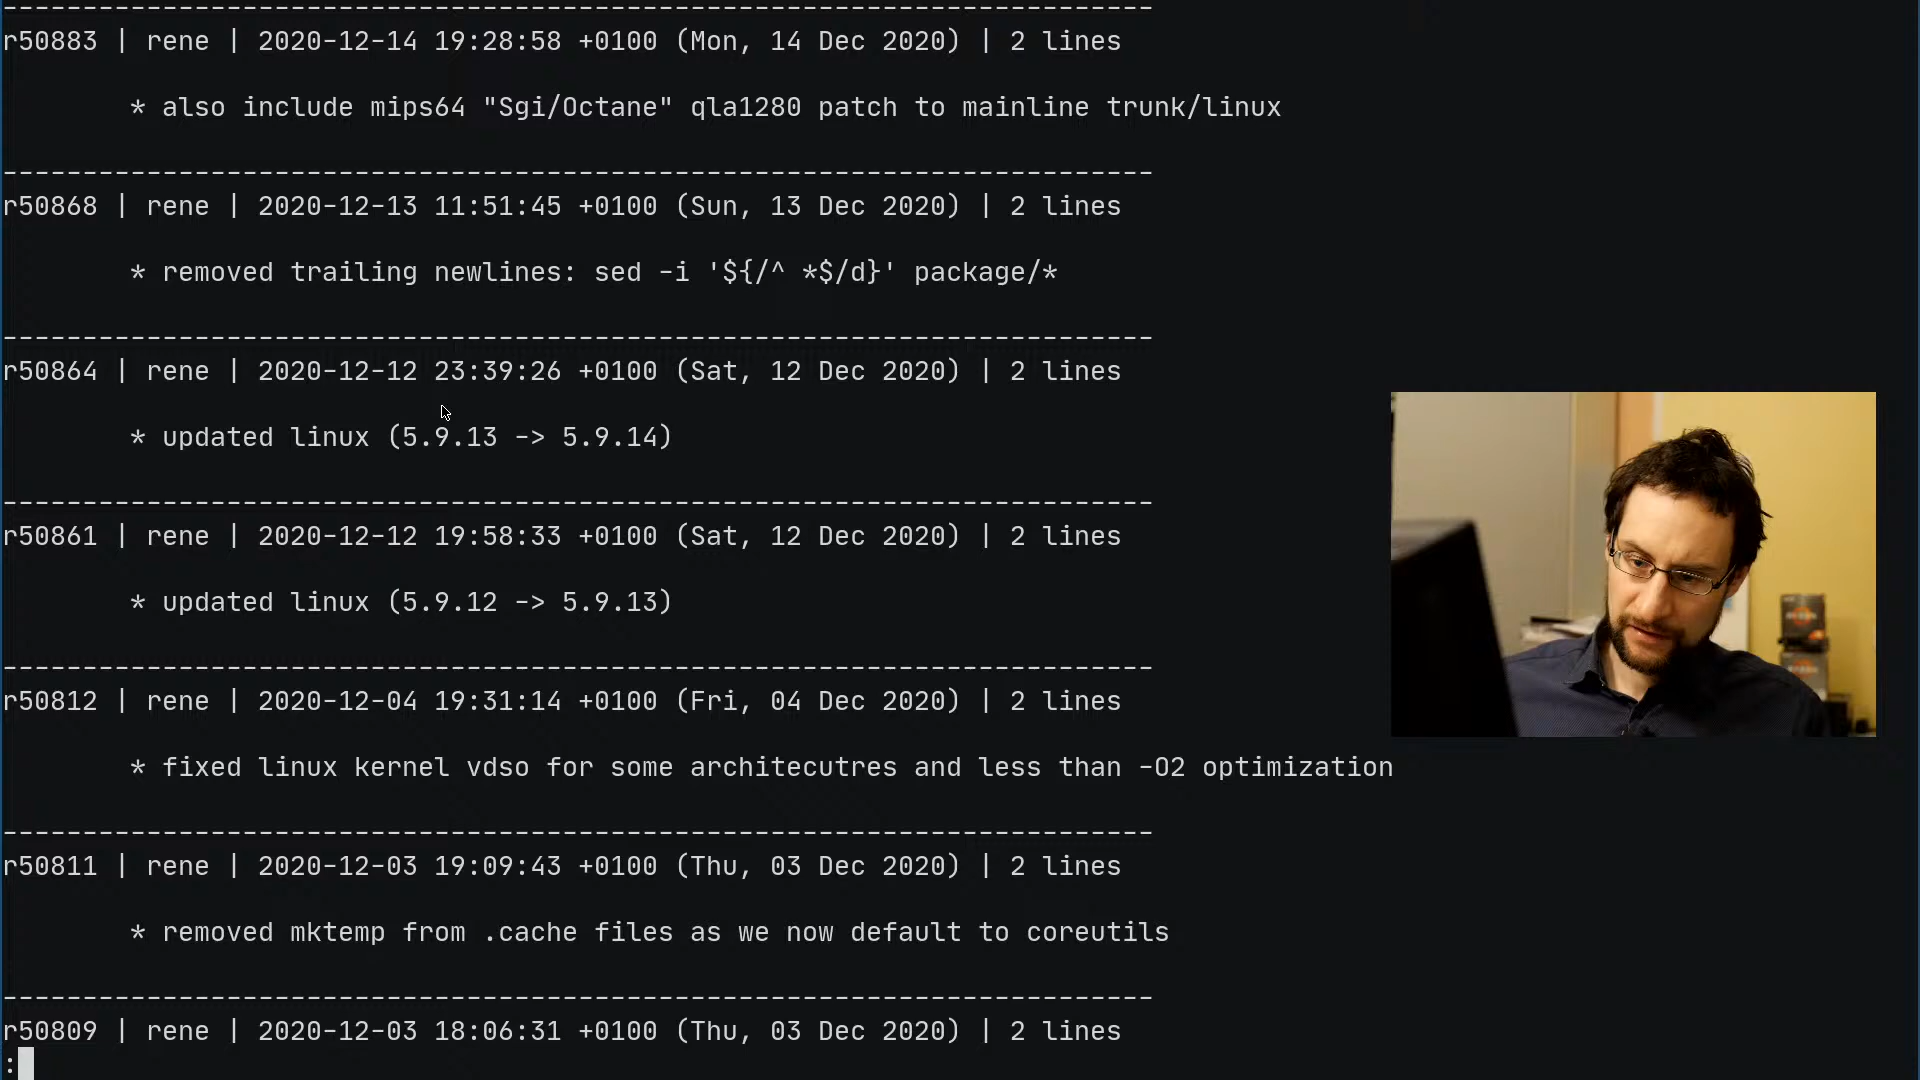 ------------------------------------------------------------------------
r50883 | rene | 2020-12-14 19:28:58 +0100 (Mon, 14 Dec 2020) | 2 lines
* also include mips64 "Sgi/Octane" qla1280 patch to mainline trunk/linux
------------------------------------------------------------------------
r50868 | rene | 2020-12-13 11:51:45 +0100 (Sun, 13 Dec 2020) | 2 lines
* removed trailing newlines: sed -i '${/^ *$/d}' package/*
------------------------------------------------------------------------
r50864 | rene | 2020-12-12 23:39:26 +0100 (Sat, 12 Dec 2020) | 2 lines
* updated linux (5.9.13 -> 5.9.14)
------------------------------------------------------------------------
r50861 | rene | 2020-12-12 19:58:33 +0100 (Sat, 12 Dec 2020) | 2 lines
* updated linux (5.9.12 -> 5.9.13)
------------------------------------------------------------------------
r50812 | rene | 2020-12-04 19:31:14 +0100 (Fri, 04 Dec 2020) | 2 lines
* fixed linux kernel vdso for some architecutres and less than -O2 optimization
------------------------------------------------------------------------
r50811 | rene | 2020-12-03 19:09:43 +0100 (Thu, 03 Dec 2020) | 2 lines
* removed mktemp from .cache files as we now default to coreutils
------------------------------------------------------------------------
r50809 | rene | 2020-12-03 18:06:31 +0100 (Thu, 03 Dec 2020) | 2 lines
: